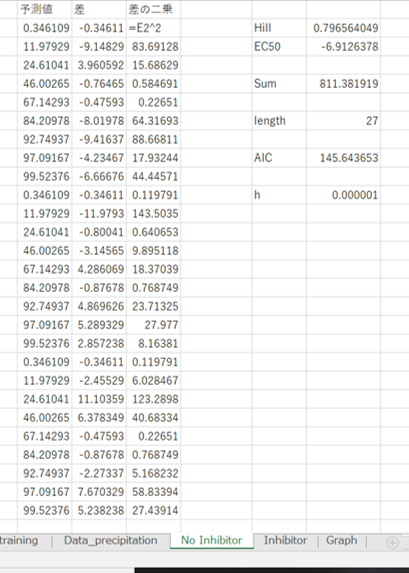 予測値 差 差の二乗
0.346109 -0.34611 =E2^2 Hill 0.796564049
11.97929 -9.14829 83.69128 EC50 -6.9126378
24.61041 3.960592 15.68629
46.00265 -0.76465 0.584691 Sum 811.381919
67.14293 -0.47593 0.22651
84.20978 -8.01978 64.31693 length 27
92.74937 -9.41637 88.66811
97.09167 -4.23467 17.93244 AIC 145.643653
99.52376 -6.66676 44.44571
0.346109 -0.34611 0.119791 h 0.000001
11.97929 -11.9793 143.5035
24.61041 -0.80041 0.640653
46.00265 -3.14565 9.895118
67.14293 4.286069 18.37039
84.20978 -0.87678 0.768749
92.74937 4.869626 23.71325
97.09167 5.289329 27.977
99.52376 2.857238 8.16381
0.346109 -0.34611 0.119791
11.97929 -2.45529 6.028467
24.61041 11.10359 123.2898
46.00265 6.378349 40.68334
67.14293 -0.47593 0.22651
84.20978 -0.87678 0.768749
92.74937 -2.27337 5.168232
97.09167 7.670329 58.83394
99.52376 5.238238 27.43914
training Data_precipitation No Inhibitor Inhibitor Graph